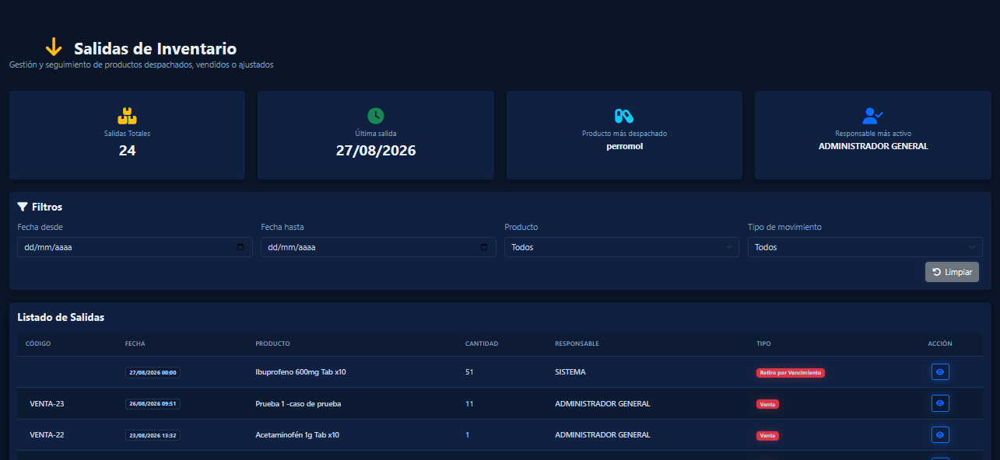 Salidas de Inventario
Gestión y seguimiento de productos despachados, vendidos o ajustados
Salidas Totales
24
Última salida
27/08/2026
Producto más despachado
perromol
Responsable más activo
ADMINISTRADOR GENERAL
Filtros
Fecha desde Fecha hasta Producto Tipo de movimiento
dd/mm/aaaa dd/mm/aaaa Todos Todos
Limpiar
Listado de Salidas
CÓDIGO FECHA PRODUCTO CANTIDAD RESPONSABLE TIPO ACCIÓN
27/08/2026 00:00 Ibuprofeno 600mg Tab x10 51 SISTEMA Retiro por Vencimiento
VENTA-23 26/08/2026 09:51 Prueba 1 -caso de prueba 11 ADMINISTRADOR GENERAL Venta
VENTA-22 23/08/2026 13:32 Acetaminofén 1g Tab x10 1 ADMINISTRADOR GENERAL Venta